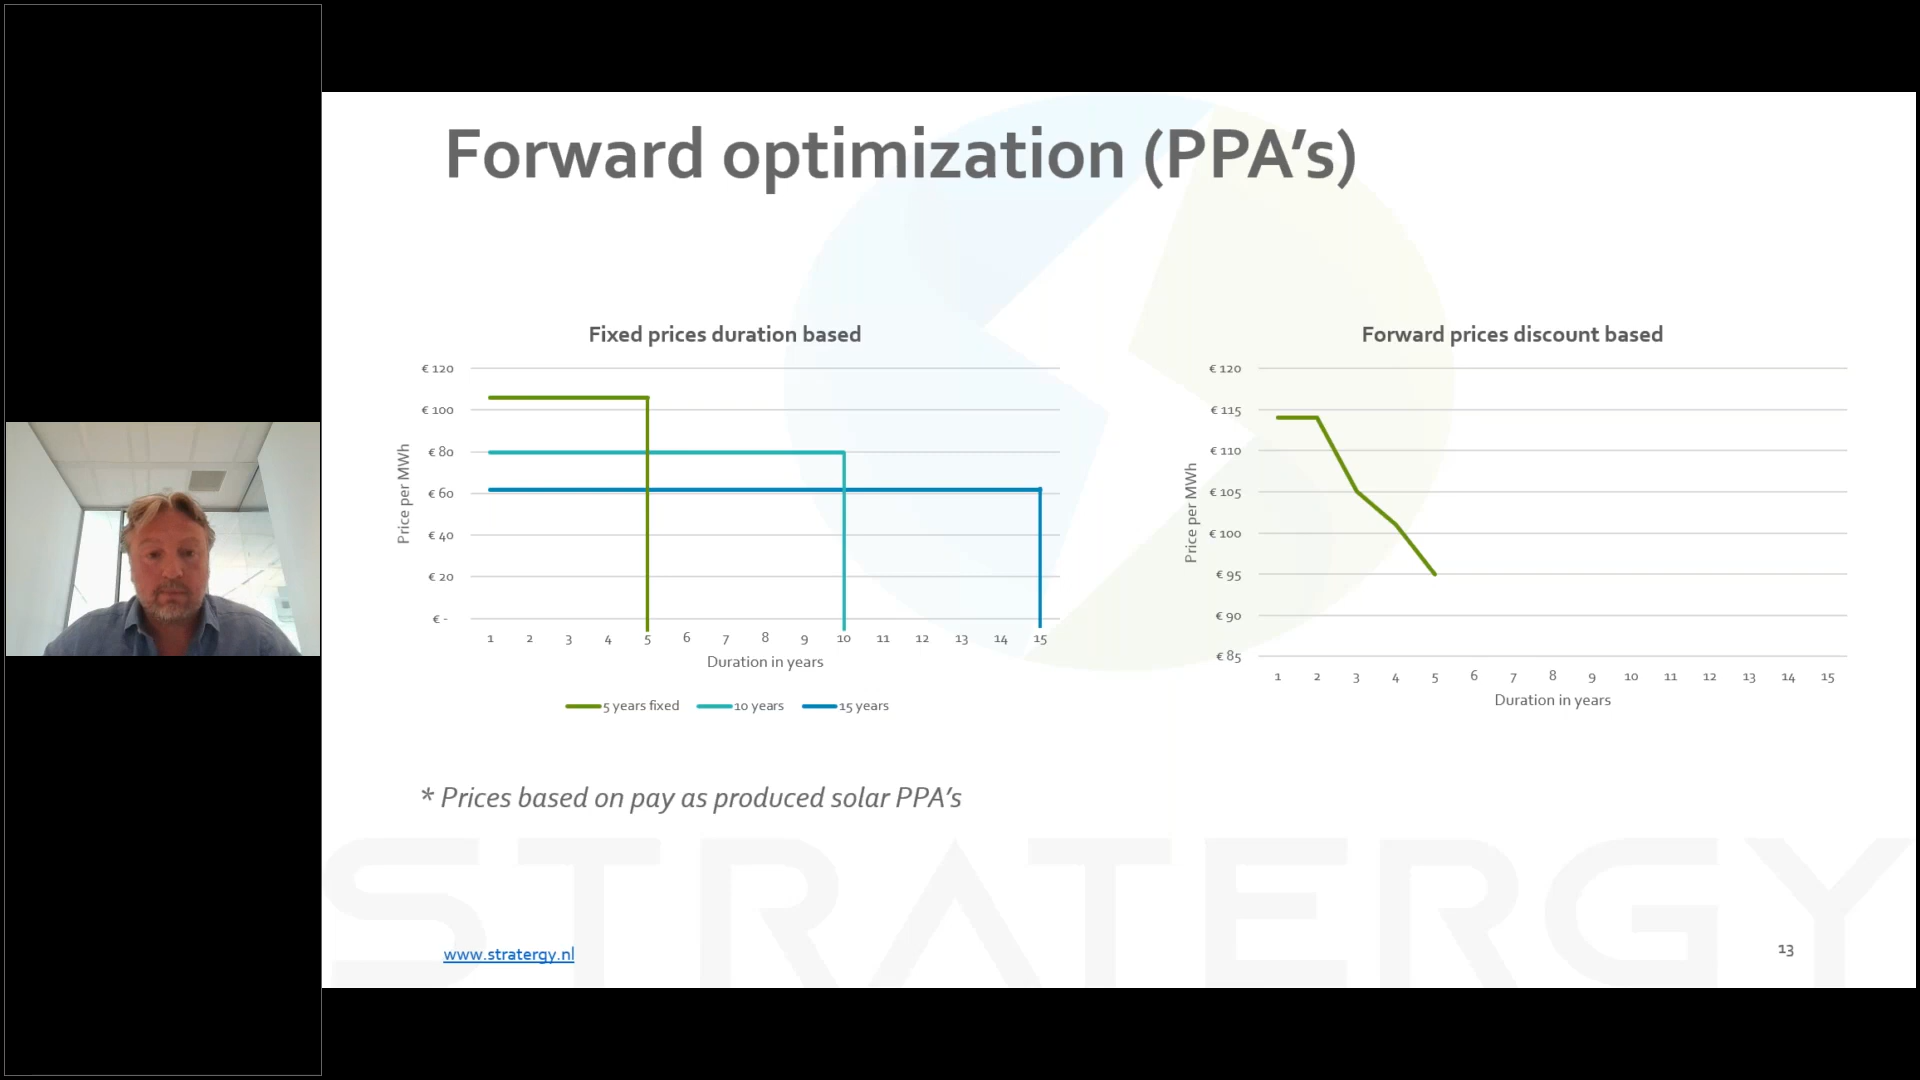 Forward optimization (PPA's)
Fixed prices duration based
Price per MWh
€ 120
€ 100
€ 80
€ 60
€ 40
€ 20
€ -
1 2 3 4 5 6 7 8 9 10 11 12 13 14 15
Duration in years
5 years fixed 10 years 15 years
Forward prices discount based
Price per MWh
€ 120
€ 115
€ 110
€ 105
€ 100
€ 95
€ 90
€ 85
1 2 3 4 5 6 7 8 9 10 11 12 13 14 15
Duration in years
* Prices based on pay as produced solar PPA's
STRATERGY
www.stratergy.nl
13